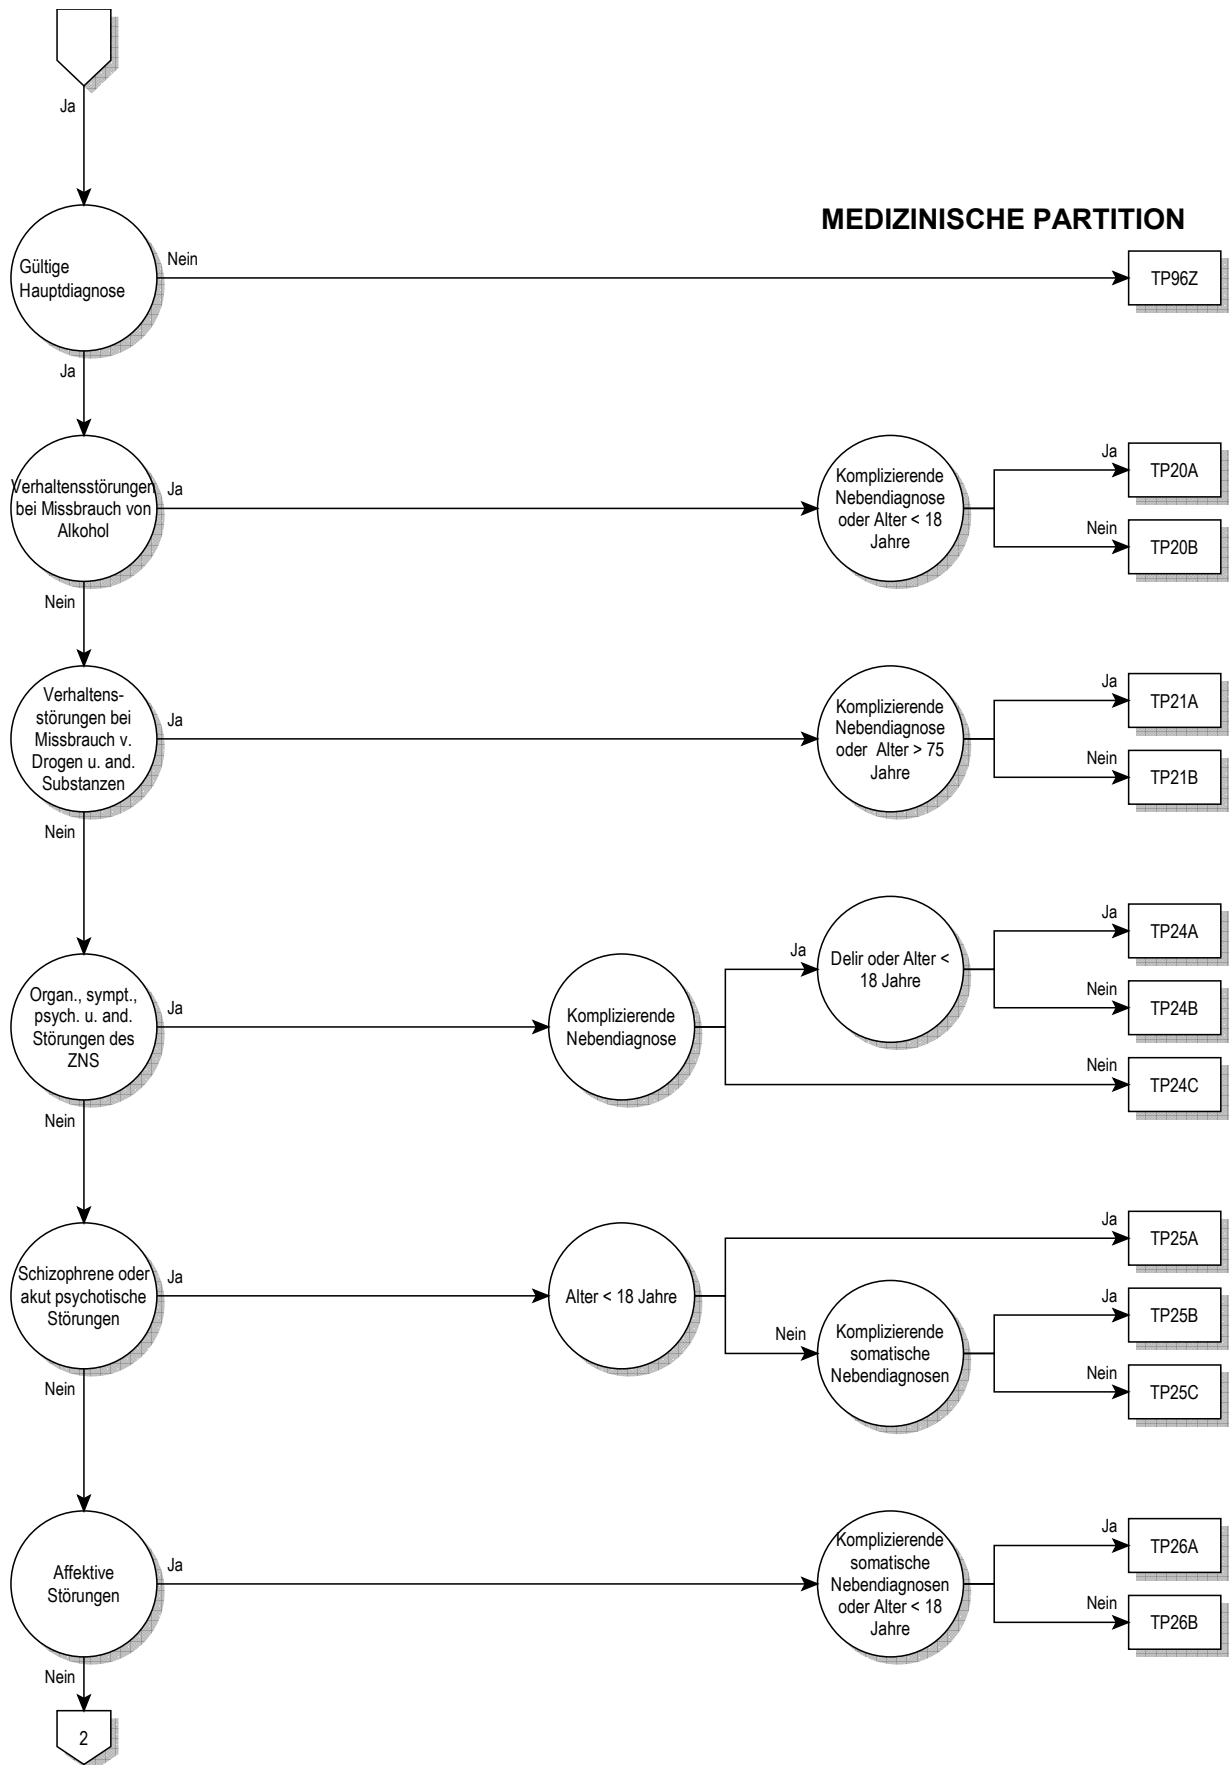 Ja
MEDIZINISCHE PARTITION
Gültige
Hauptdiagnose
Nein
TP96Z
Ja
Verhaltensstörungen
bei Missbrauch von
Alkohol
Ja
Komplizierende
Nebendiagnose
oder Alter < 18
Jahre
Ja
TP20A
Nein
TP20B
Nein
Verhaltens-
störungen bei
Missbrauch v.
Drogen u. and.
Substanzen
Ja
Komplizierende
Nebendiagnose
oder Alter > 75
Jahre
Ja
TP21A
Nein
TP21B
Nein
Organ., sympt.,
psych. u. and.
Störungen des
ZNS
Ja
Komplizierende
Nebendiagnose
Ja
Delir oder Alter <
18 Jahre
Ja
TP24A
Nein
TP24B
Nein
TP24C
Nein
Schizophrene oder
akut psychotische
Störungen
Ja
Alter < 18 Jahre
Ja
TP25A
Nein
Komplizierende
somatische
Nebendiagnosen
Ja
TP25B
Nein
TP25C
Nein
Affektive
Störungen
Ja
Komplizierende
somatische
Nebendiagnosen
oder Alter < 18
Jahre
Ja
TP26A
Nein
TP26B
Nein
2